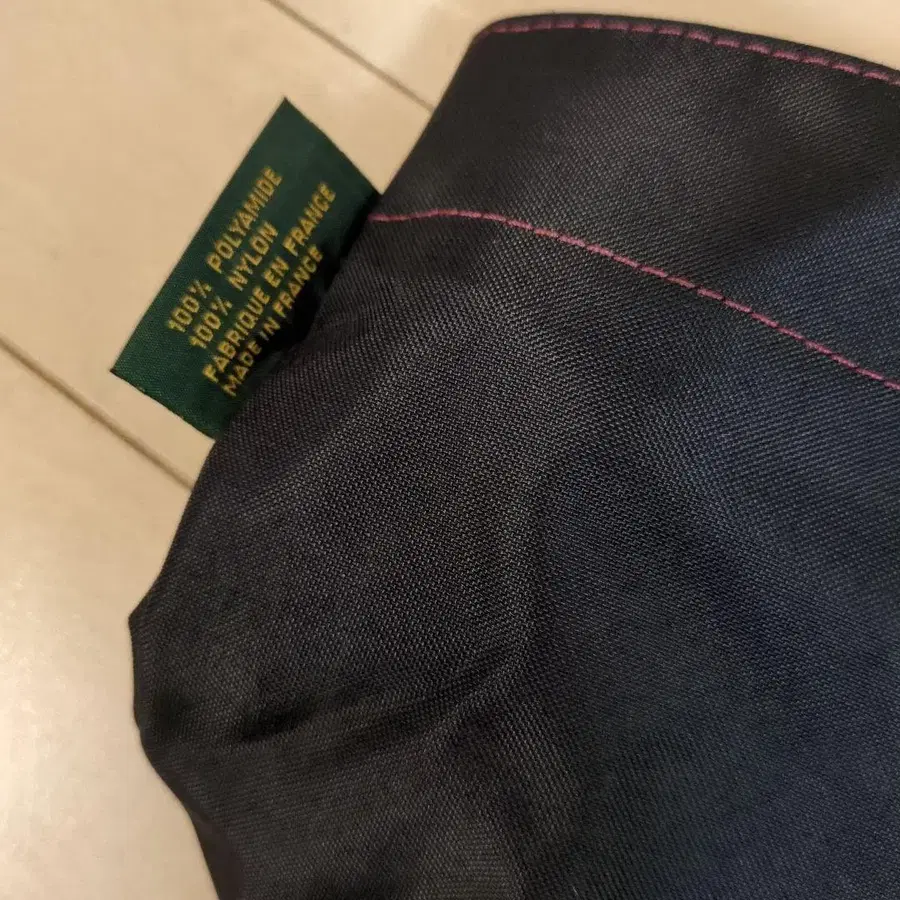 100% POLYAMIDE
100% NYLON
FABRIQUE EN FRANCE
MADE IN FRANCE